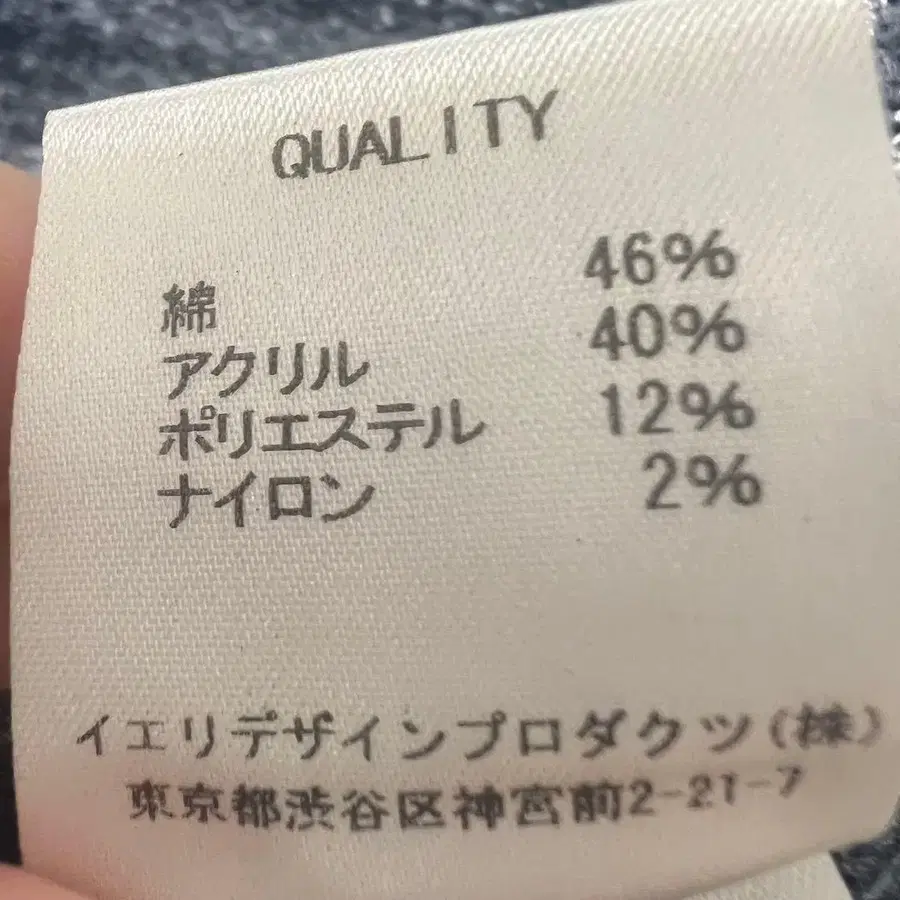 QUALITY
綿 46%
アクリル 40%
ポリエステル 12%
ナイロン 2%
イエリデザインプロダクツ(株)
東京都渋谷区神宮前2-21-7